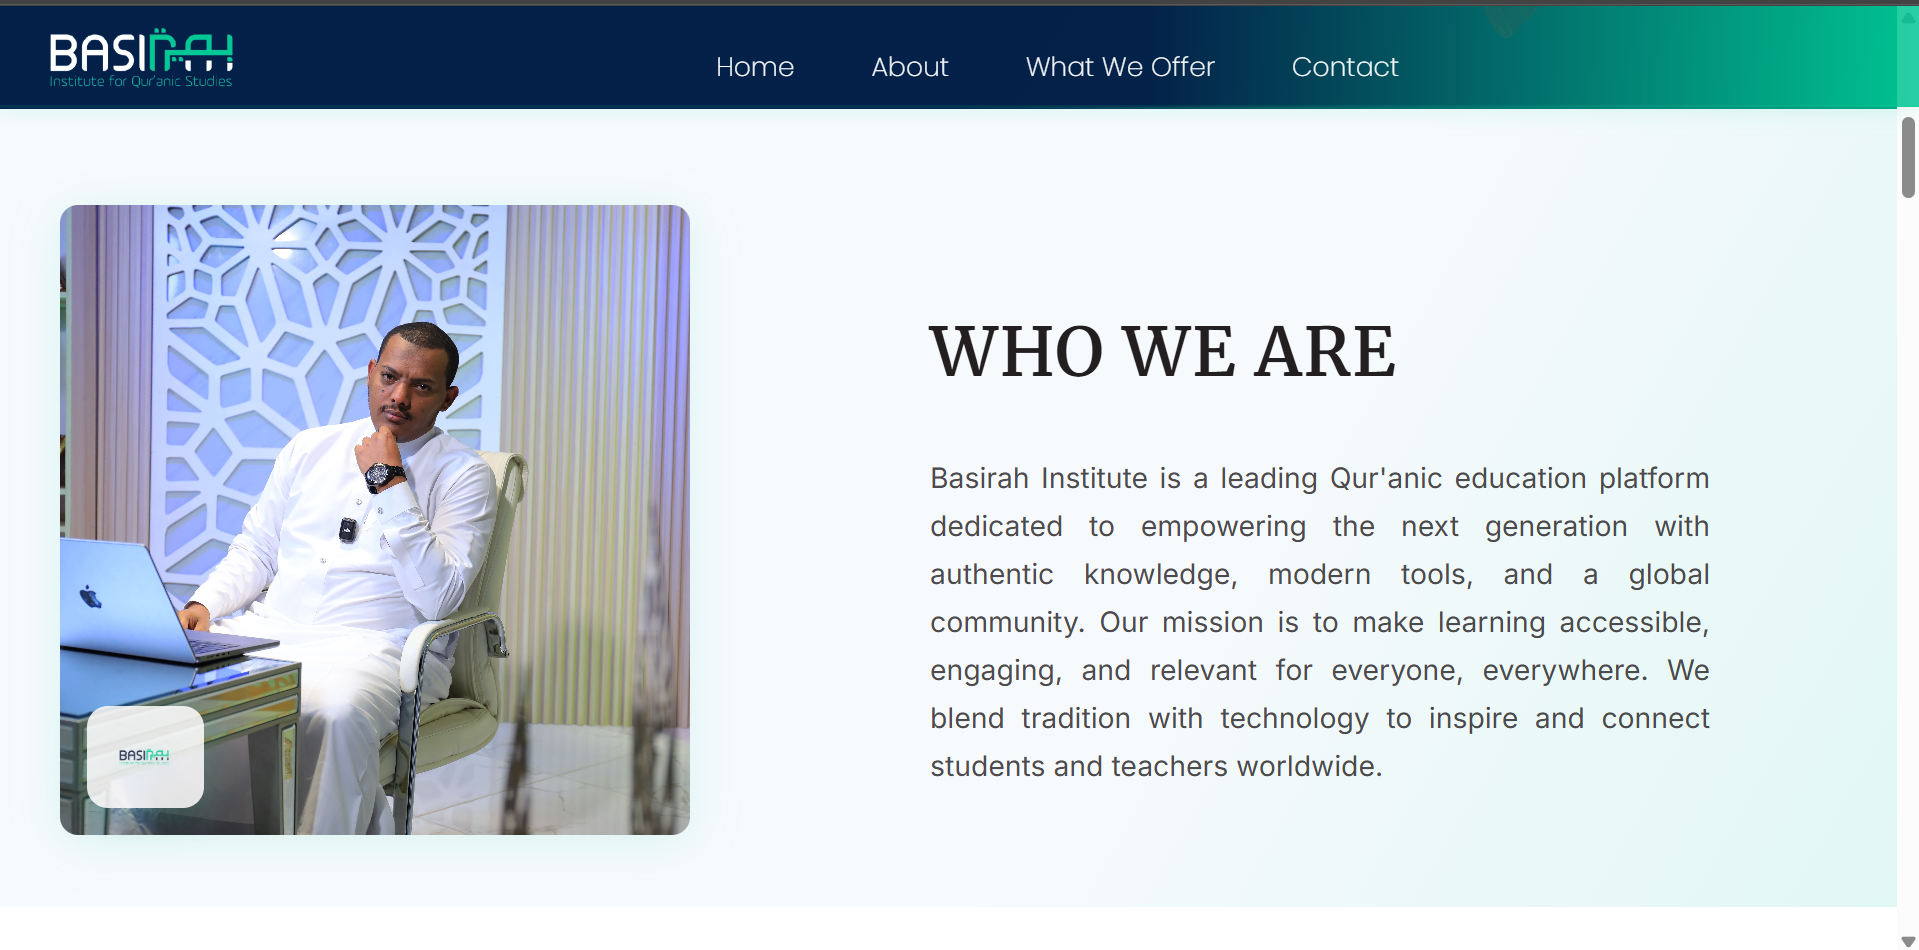 BASIRAH
Institute for Qur'anic Studies
Home
About
What We Offer
Contact
WHO WE ARE
Basirah Institute is a leading Qur'anic education platform
dedicated to empowering the next generation with
authentic knowledge, modern tools, and a global
community. Our mission is to make learning accessible,
engaging, and relevant for everyone, everywhere. We
blend tradition with technology to inspire and connect
students and teachers worldwide.
BASIRAH